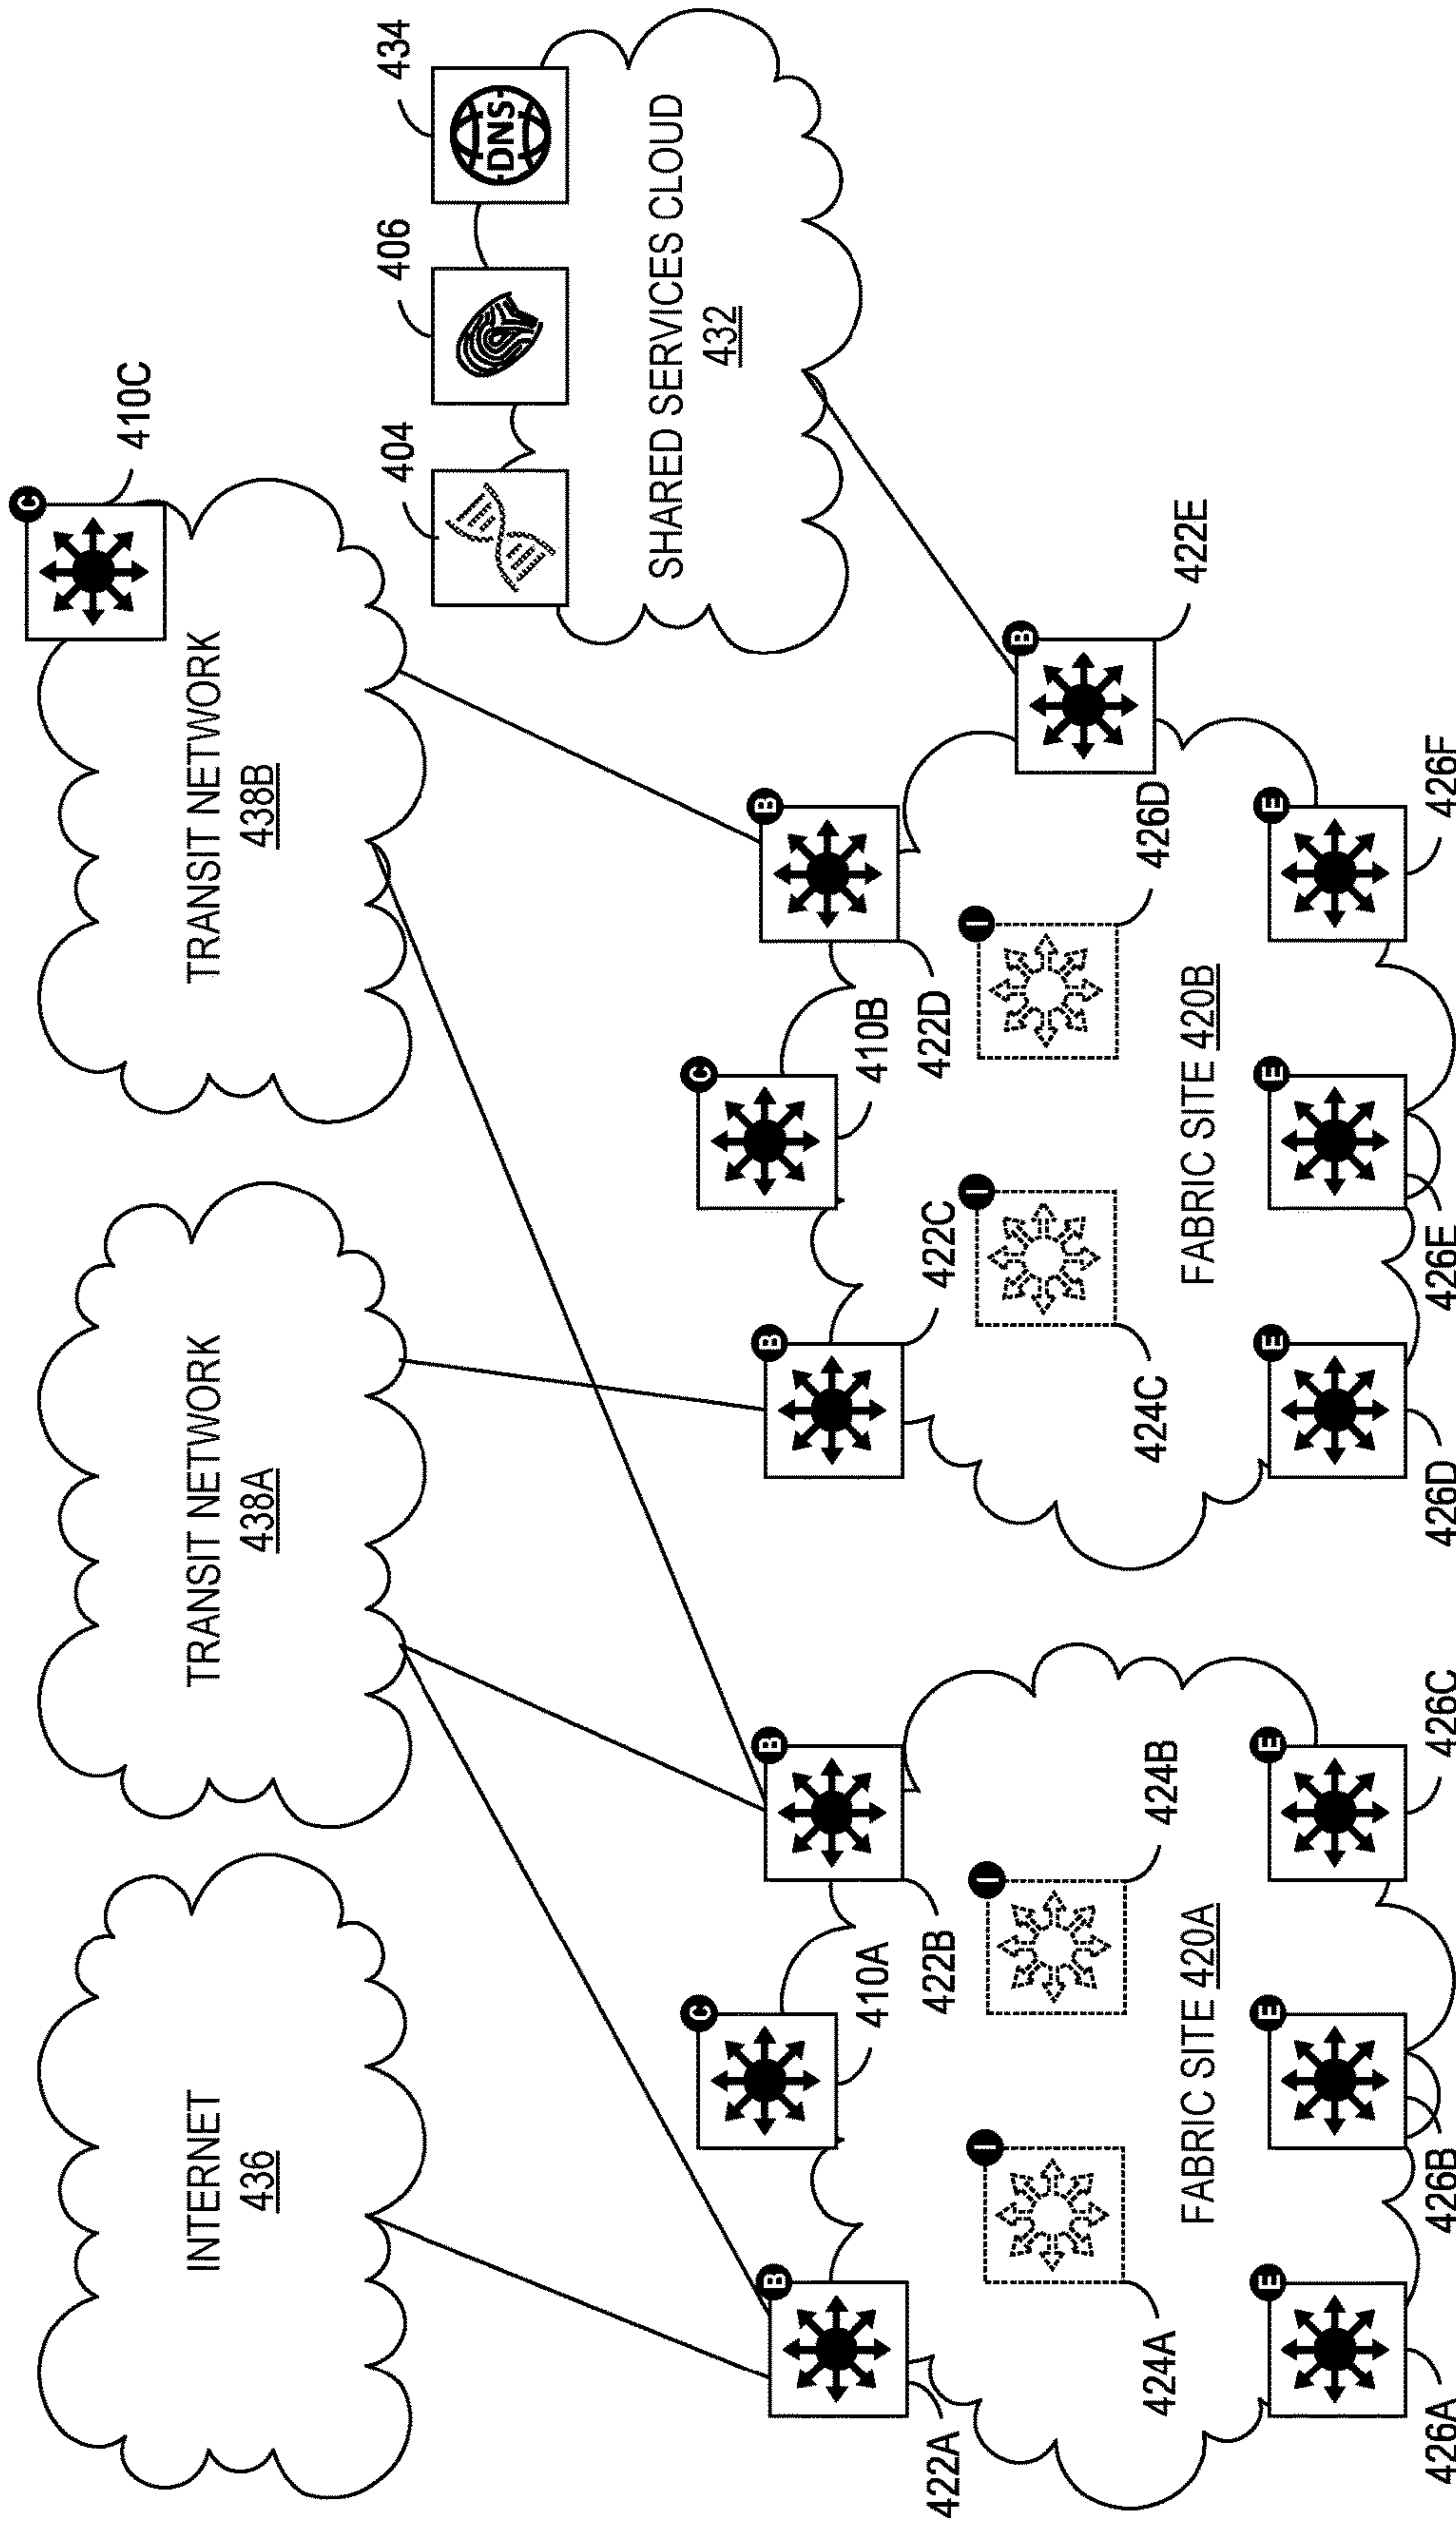 INTERNET
436
TRANSIT NETWORK
438A
TRANSIT NETWORK
438B
C
410C
404
406
434
DNS
SHARED SERVICES CLOUD
432
B
422A
C
410A
B
422B
I
424A
I
424B
FABRIC SITE 420A
E
426A
E
426B
E
426C
B
422C
C
410B
B
422D
B
422E
I
424C
I
426D
FABRIC SITE 420B
E
426D
E
426E
E
426F